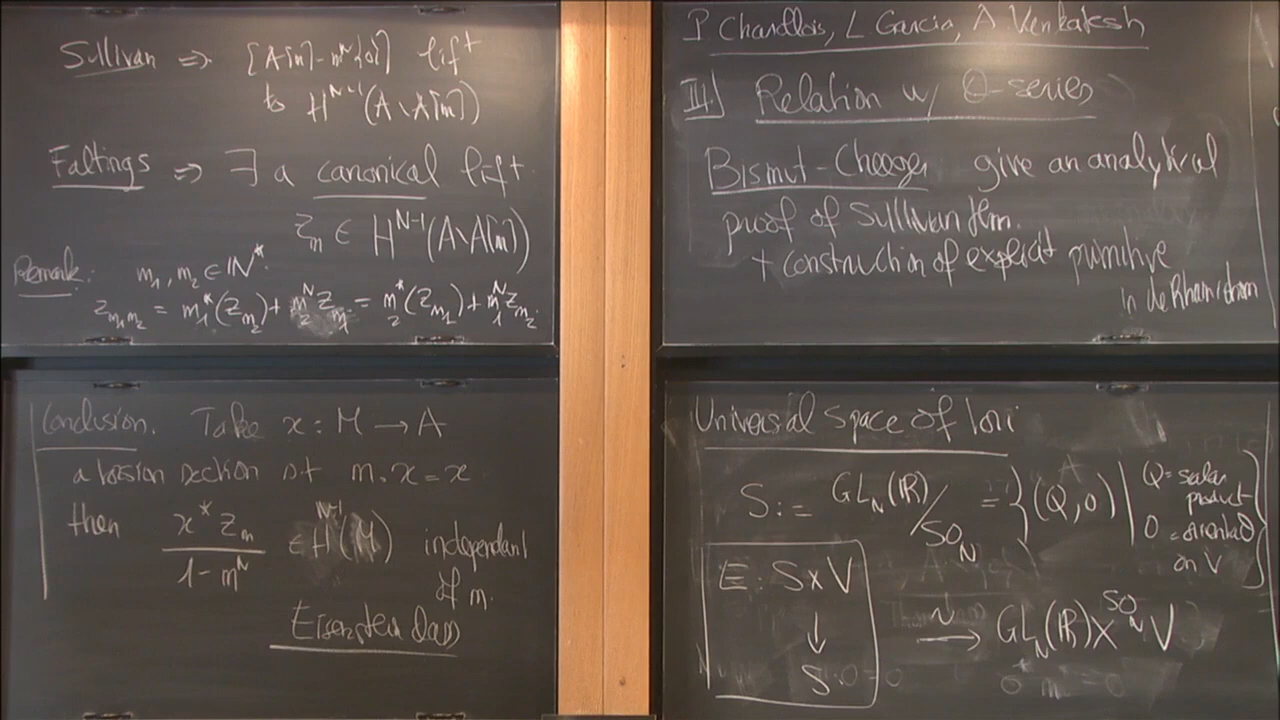 Sullivan ⇒ [A[m] - m^N {0}] lift
to H^{N-1}(A \ A[m])
Faltings ⇒ ∃ a canonical lift.
z_m ∈ H^{N-1}(A \ A[m])
Remark: m_1, m_2 ∈ ℕ^*
z_{m_1 m_2} = m_1^*(z_{m_2}) + m_2^N z_{m_1} = m_2^*(z_{m_1}) + m_1^N z_{m_2}.
Conclusion. Take x : M → A
a torsion section st m.x = x
then x^* z_m / (1 - m^N) ∈ H^{N-1}(M) independant
of m.
Eisenstein class
P Charollois, L Garcia, A Venkatesh
III] Relation w/ Θ-series
Bismut-Cheeger give an analytical
proof of Sullivan thm.
+ construction of explicit primitive
in de Rham
Universal space of tori
S := GL_N(ℝ)/SO_N = {(Q, o) | Q = scalar
product
o = oriented
on V}
E : S × V
↓
S
∼→ GL_N(ℝ) ×^{SO_N} V